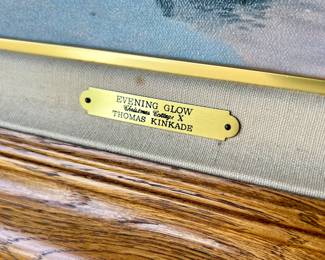 EVENING GLOW
Christmas Cottage X
THOMAS KINKADE